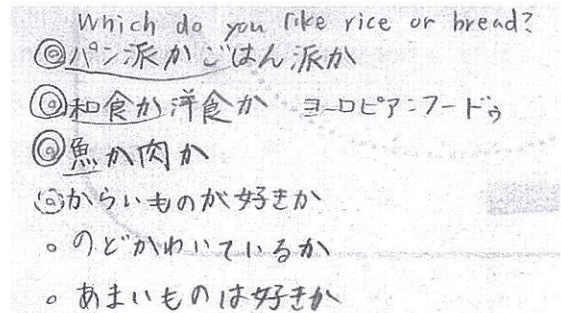 Which do you like rice or bread?
◎パン派かごはん派か
◎和食か洋食か ヨーロピアンフードゥ
◎魚か肉か
◎からいものが好きか
◦のどかわいているか
◦あまいものは好きか